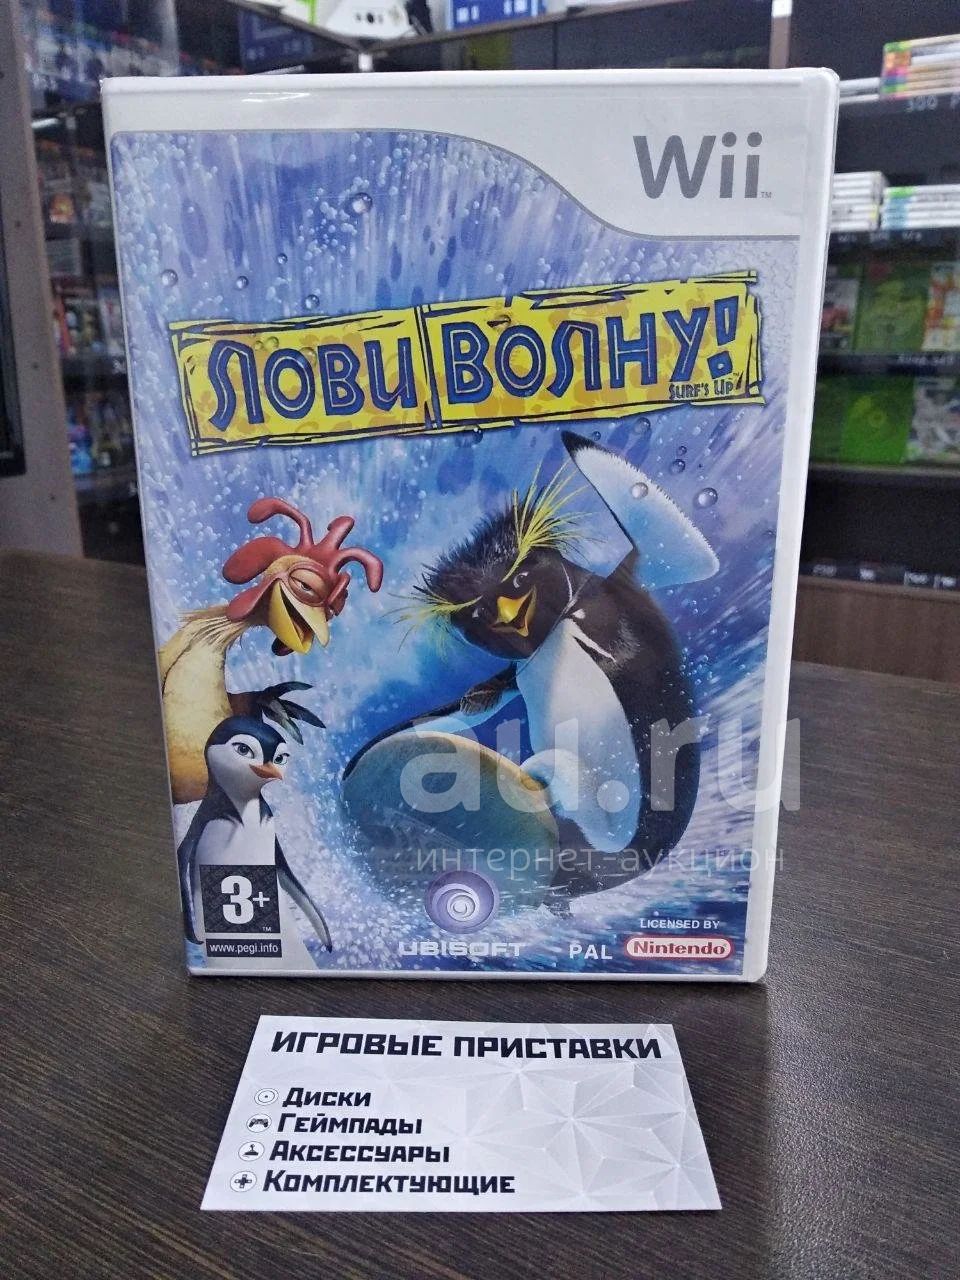 Wii
ЛОВИ ВОЛНУ!
SURF'S UP
au.ru
интернет-аукцион
3+
www.pegi.info
UBISOFT
PAL
LICENSED BY
Nintendo
ИГРОВЫЕ ПРИСТАВКИ
Диски
Геймпады
Аксессуары
Комплектующие